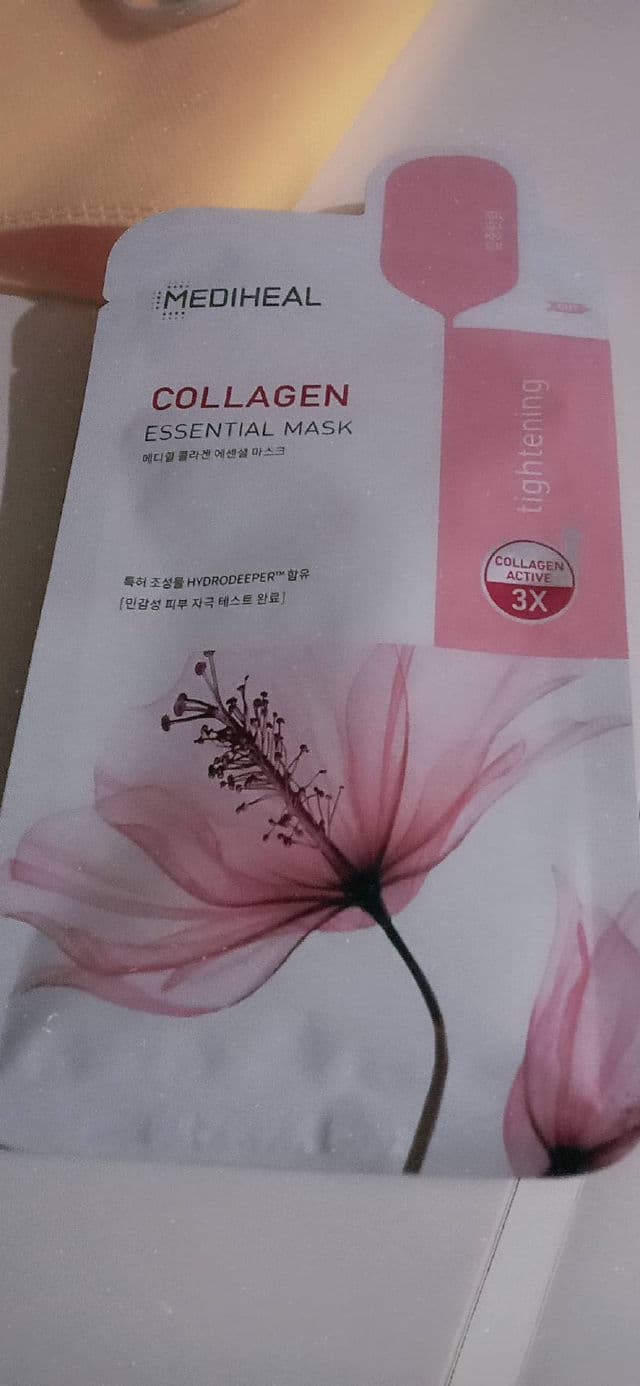 MEDIHEAL
COLLAGEN
ESSENTIAL MASK
메디힐 콜라겐 에센셜 마스크
tightening
COLLAGEN
ACTIVE
3X
특허 조성물 HYDRODEEPER™ 함유
[민감성 피부 자극 테스트 완료]